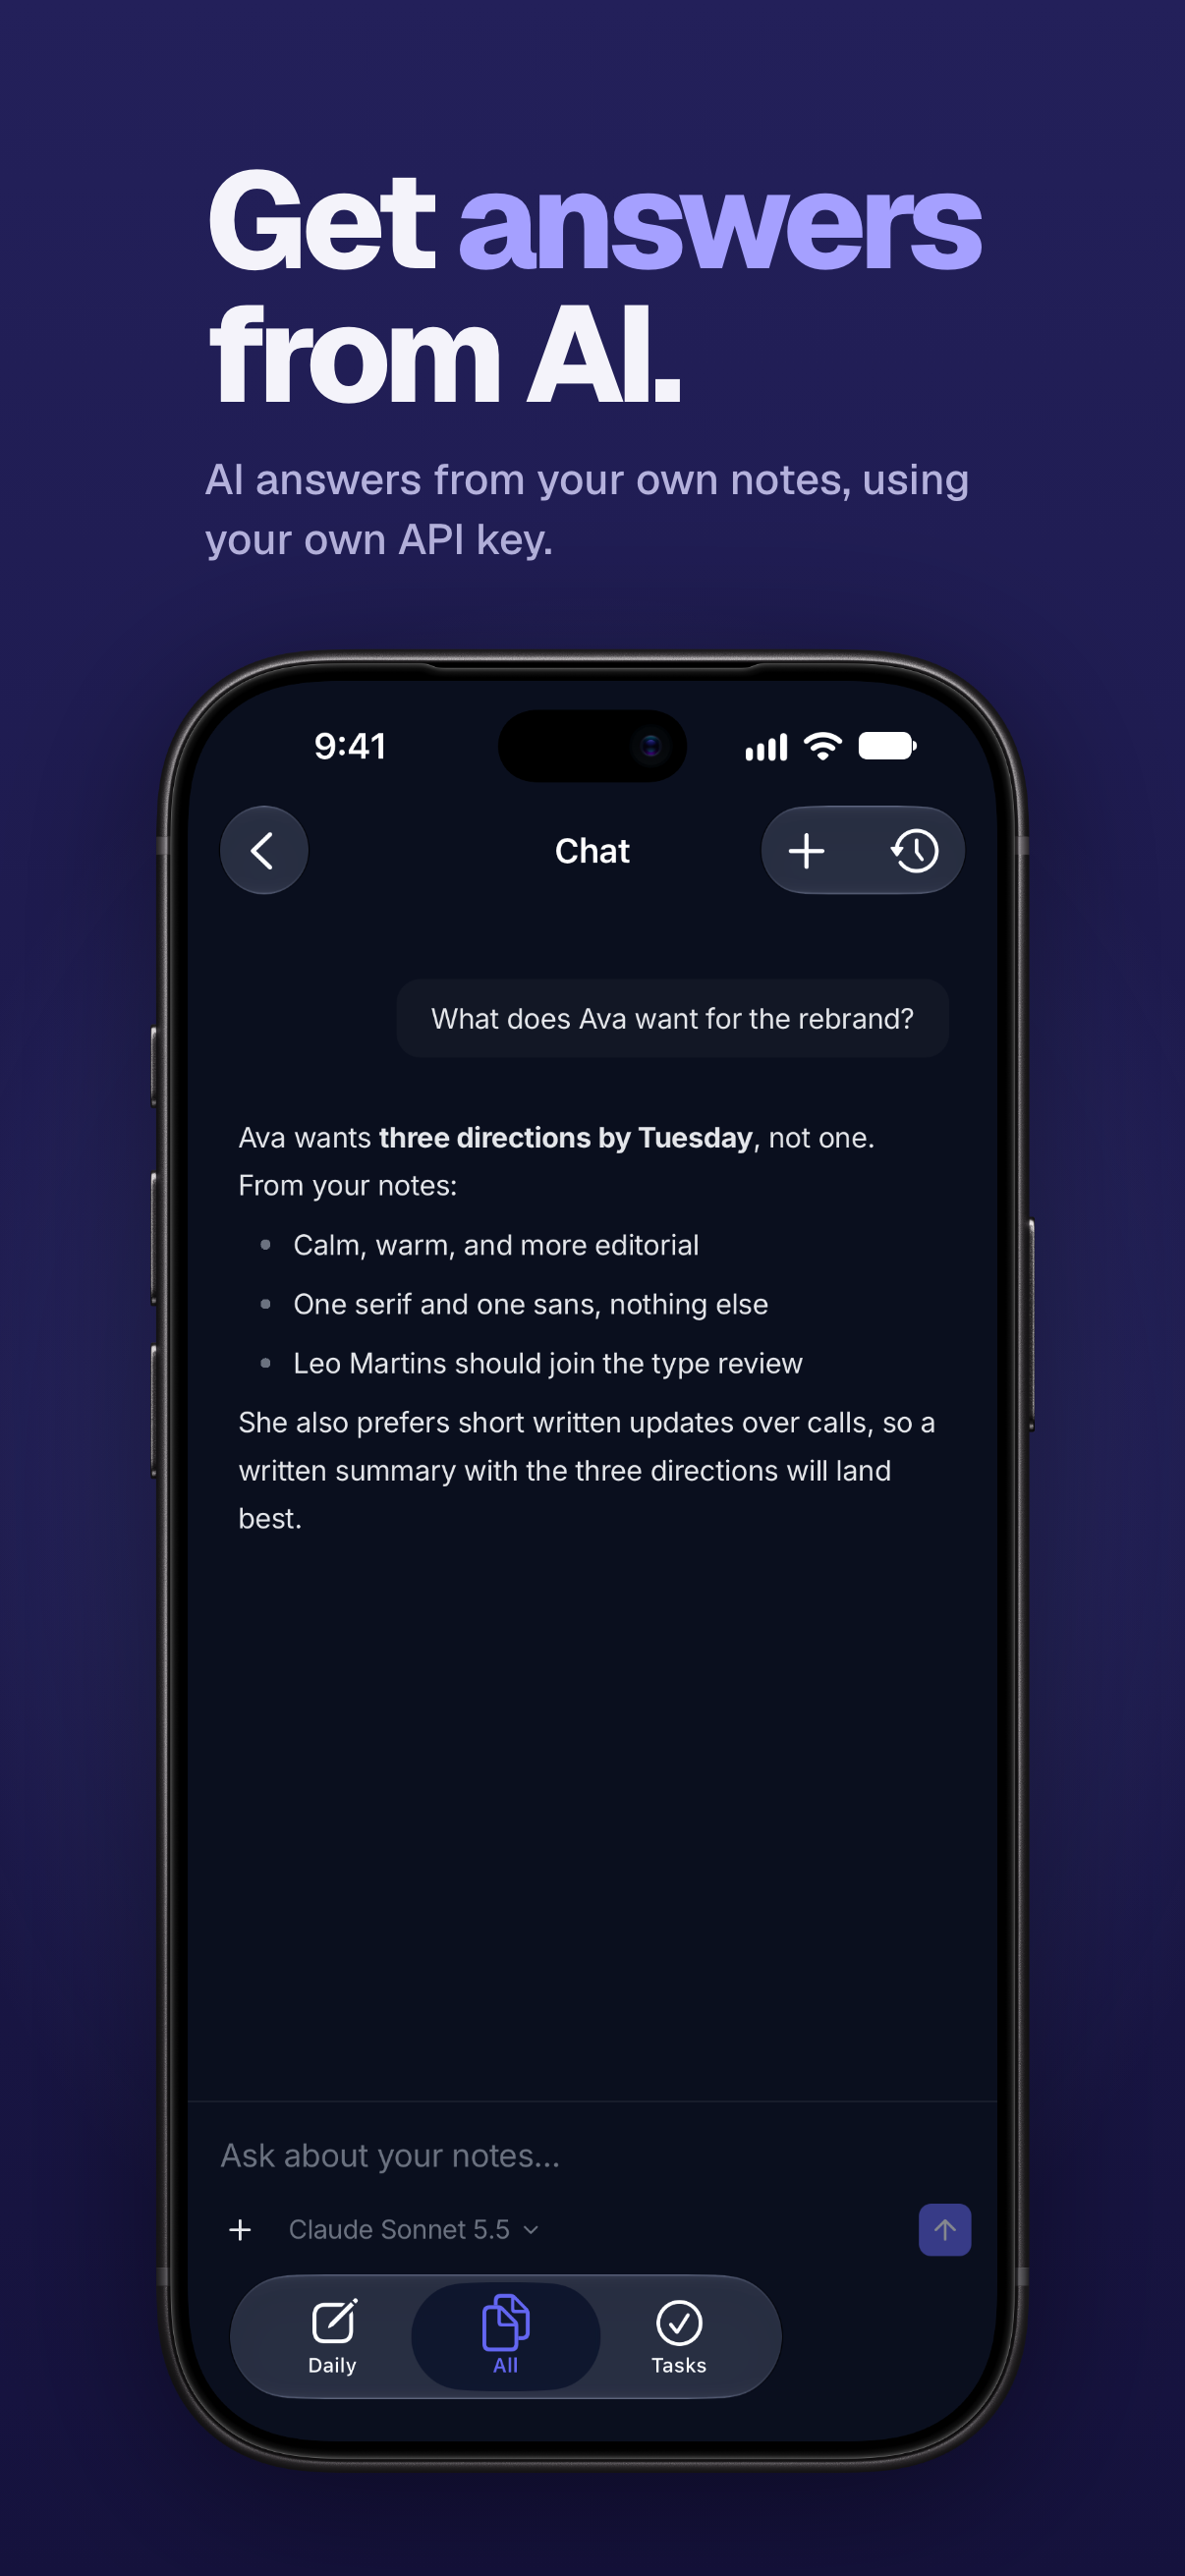 Get answers
from AI.
AI answers from your own notes, using
your own API key.
9:41
Chat
What does Ava want for the rebrand?
Ava wants three directions by Tuesday, not one.
From your notes:
Calm, warm, and more editorial
One serif and one sans, nothing else
Leo Martins should join the type review
She also prefers short written updates over calls, so a
written summary with the three directions will land
best.
Ask about your notes...
Claude Sonnet 5.5
Daily
All
Tasks